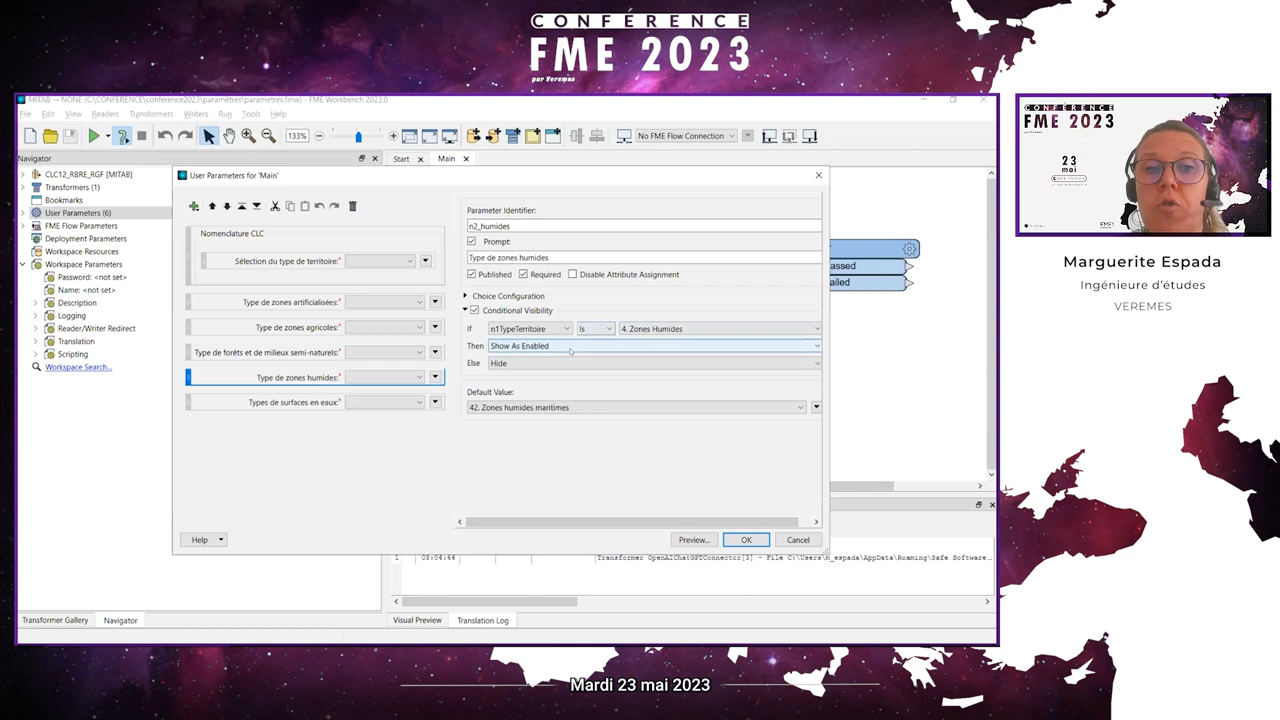 CONFERENCE
FME 2023
par Veremes
MITAB -> NONE (C:\CONFERENCE\conference2023\parametres\parametres.fmw) - FME Workbench 2023.0
File Edit View Readers Transformers Writers Run Tools Help
133%
No FME Flow Connection
Navigator
Start
Main
CLC12_RBRE_RGF [MITAB]
Transformers (1)
Bookmarks
User Parameters (6)
FME Flow Parameters
Deployment Parameters
Workspace Resources
Workspace Parameters
Password: <not set>
Name: <not set>
Description
Logging
Reader/Writer Redirect
Translation
Scripting
Workspace Search...
User Parameters for 'Main'
Nomenclature CLC
Sélection du type de territoire:*
Type de zones artificialisées:*
Type de zones agricoles:*
Type de forêts et de milieux semi-naturels:*
Type de zones humides:*
Types de surfaces en eaux:*
Parameter Identifier:
n2_humides
Prompt:
Type de zones humides
Published Required Disable Attribute Assignment
Choice Configuration
Conditional Visibility
If n1TypeTerritoire Is 4. Zones Humides
Then Show As Enabled
Else Hide
Default Value:
42. Zones humides maritimes
Help
Preview...
OK
Cancel
assed
ailed
1 08:04:44 Transformer OpenAIChatGPTConnector[3] - File C:\Users\m_espada\AppData\Roaming\Safe Software...
Transformer Gallery
Navigator
Visual Preview
Translation Log
CONFERENCE
FME 2023
23
mai
Marguerite Espada
Ingénieure d'études
VEREMES
Mardi 23 mai 2023